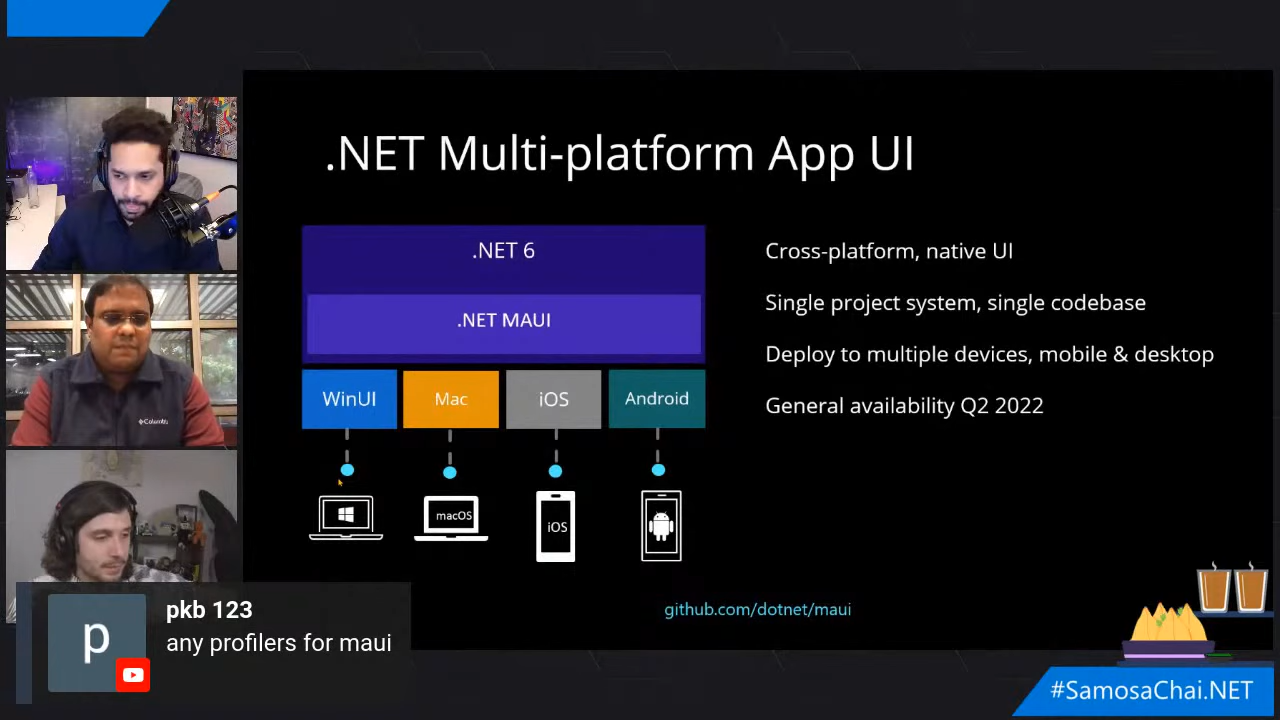 .NET Multi-platform App UI
.NET 6
.NET MAUI
WinUI
Mac
iOS
Android
macOS
iOS
Cross-platform, native UI
Single project system, single codebase
Deploy to multiple devices, mobile & desktop
General availability Q2 2022
github.com/dotnet/maui
Columbia
p
pkb 123
any profilers for maui
#SamosaChai.NET